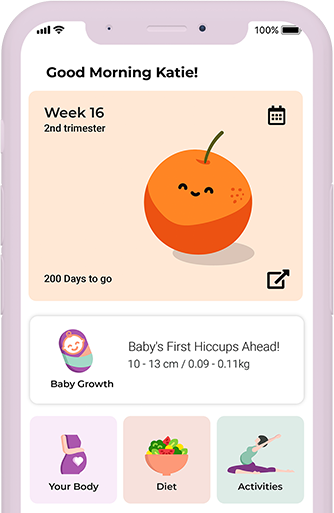 100%
Good Morning Katie!
Week 16
2nd trimester
200 Days to go
Baby's First Hiccups Ahead!
10 - 13 cm / 0.09 - 0.11kg
Baby Growth
Your Body
Diet
Activities